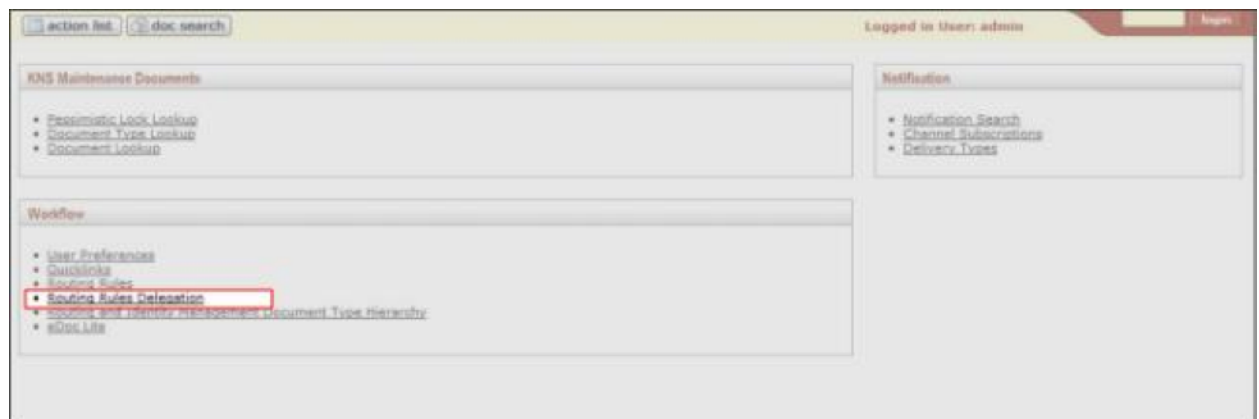 action list doc search Logged in User: admin login
KNS Maintenance Documents
Pessimistic Lock Lookup
Document Type Lookup
Document Lookup
Notification
Notification Search
Channel Subscriptions
Delivery Types
Workflow
User Preferences
Quicklinks
Routing Rules
Routing Rules Delegation
Routing and Identity Management Document Type Hierarchy
eDoc Lite